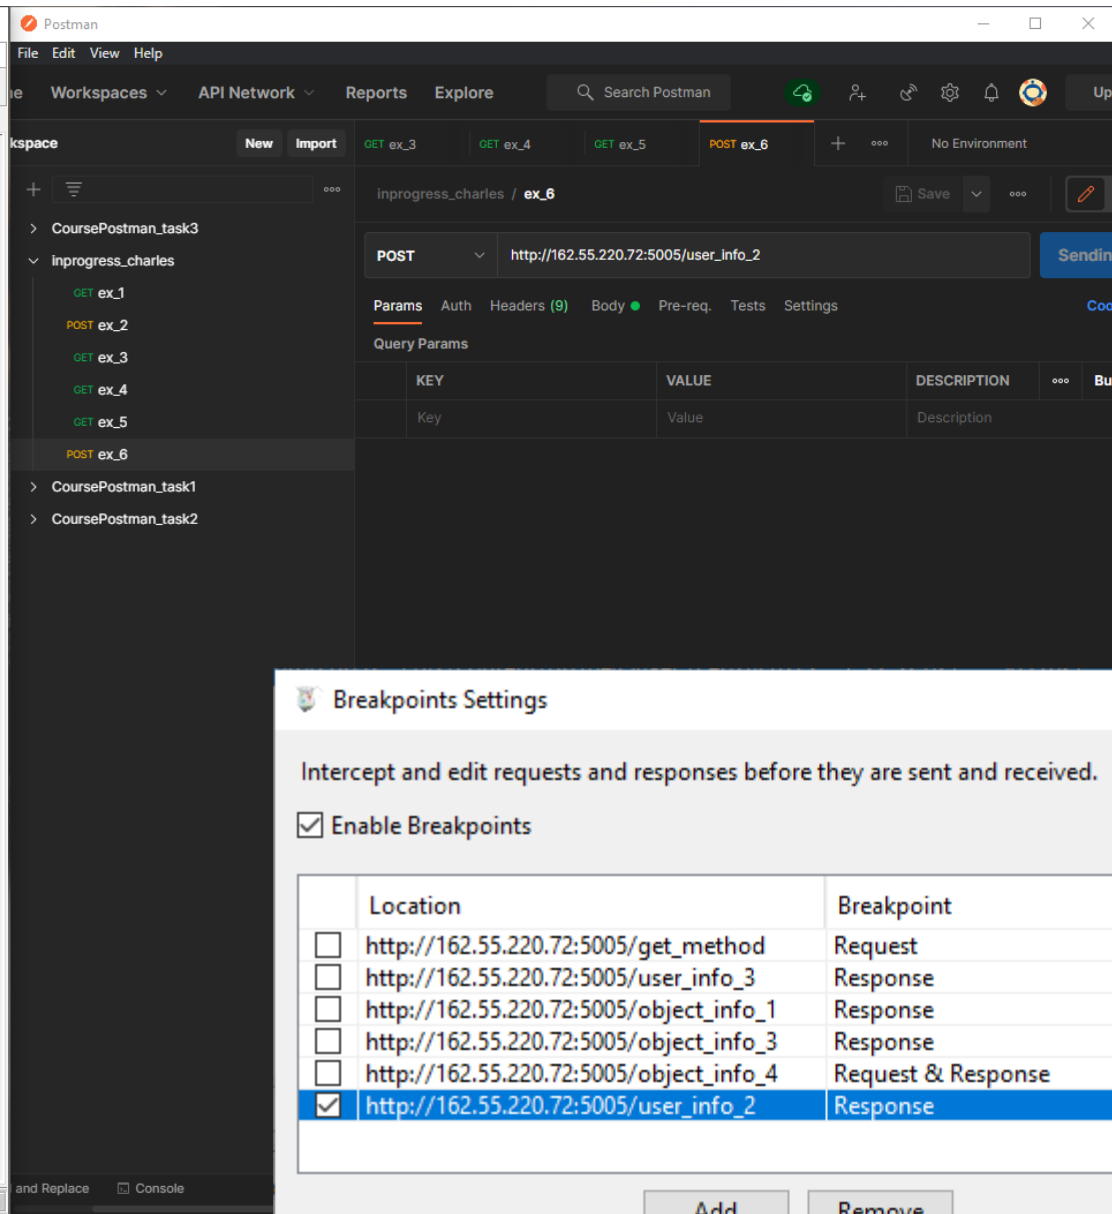 Postman
File Edit View Help
Workspaces API Network Reports Explore Search Postman Up
kspace New Import GET ex_3 GET ex_4 GET ex_5 POST ex_6 No Environment
inprogress_charles / ex_6 Save
CoursePostman_task3
inprogress_charles POST http://162.55.220.72:5005/user_info_2 Sendin
GET ex_1 Params Auth Headers (9) Body Pre-req. Tests Settings Coo
POST ex_2 Query Params
GET ex_3 KEY VALUE DESCRIPTION Bu
GET ex_4 Key Value Description
GET ex_5
POST ex_6
CoursePostman_task1
CoursePostman_task2
Breakpoints Settings
Intercept and edit requests and responses before they are sent and received.
Enable Breakpoints
Location Breakpoint
http://162.55.220.72:5005/get_method Request
http://162.55.220.72:5005/user_info_3 Response
http://162.55.220.72:5005/object_info_1 Response
http://162.55.220.72:5005/object_info_3 Response
http://162.55.220.72:5005/object_info_4 Request & Response
http://162.55.220.72:5005/user_info_2 Response
and Replace Console
Add Remove